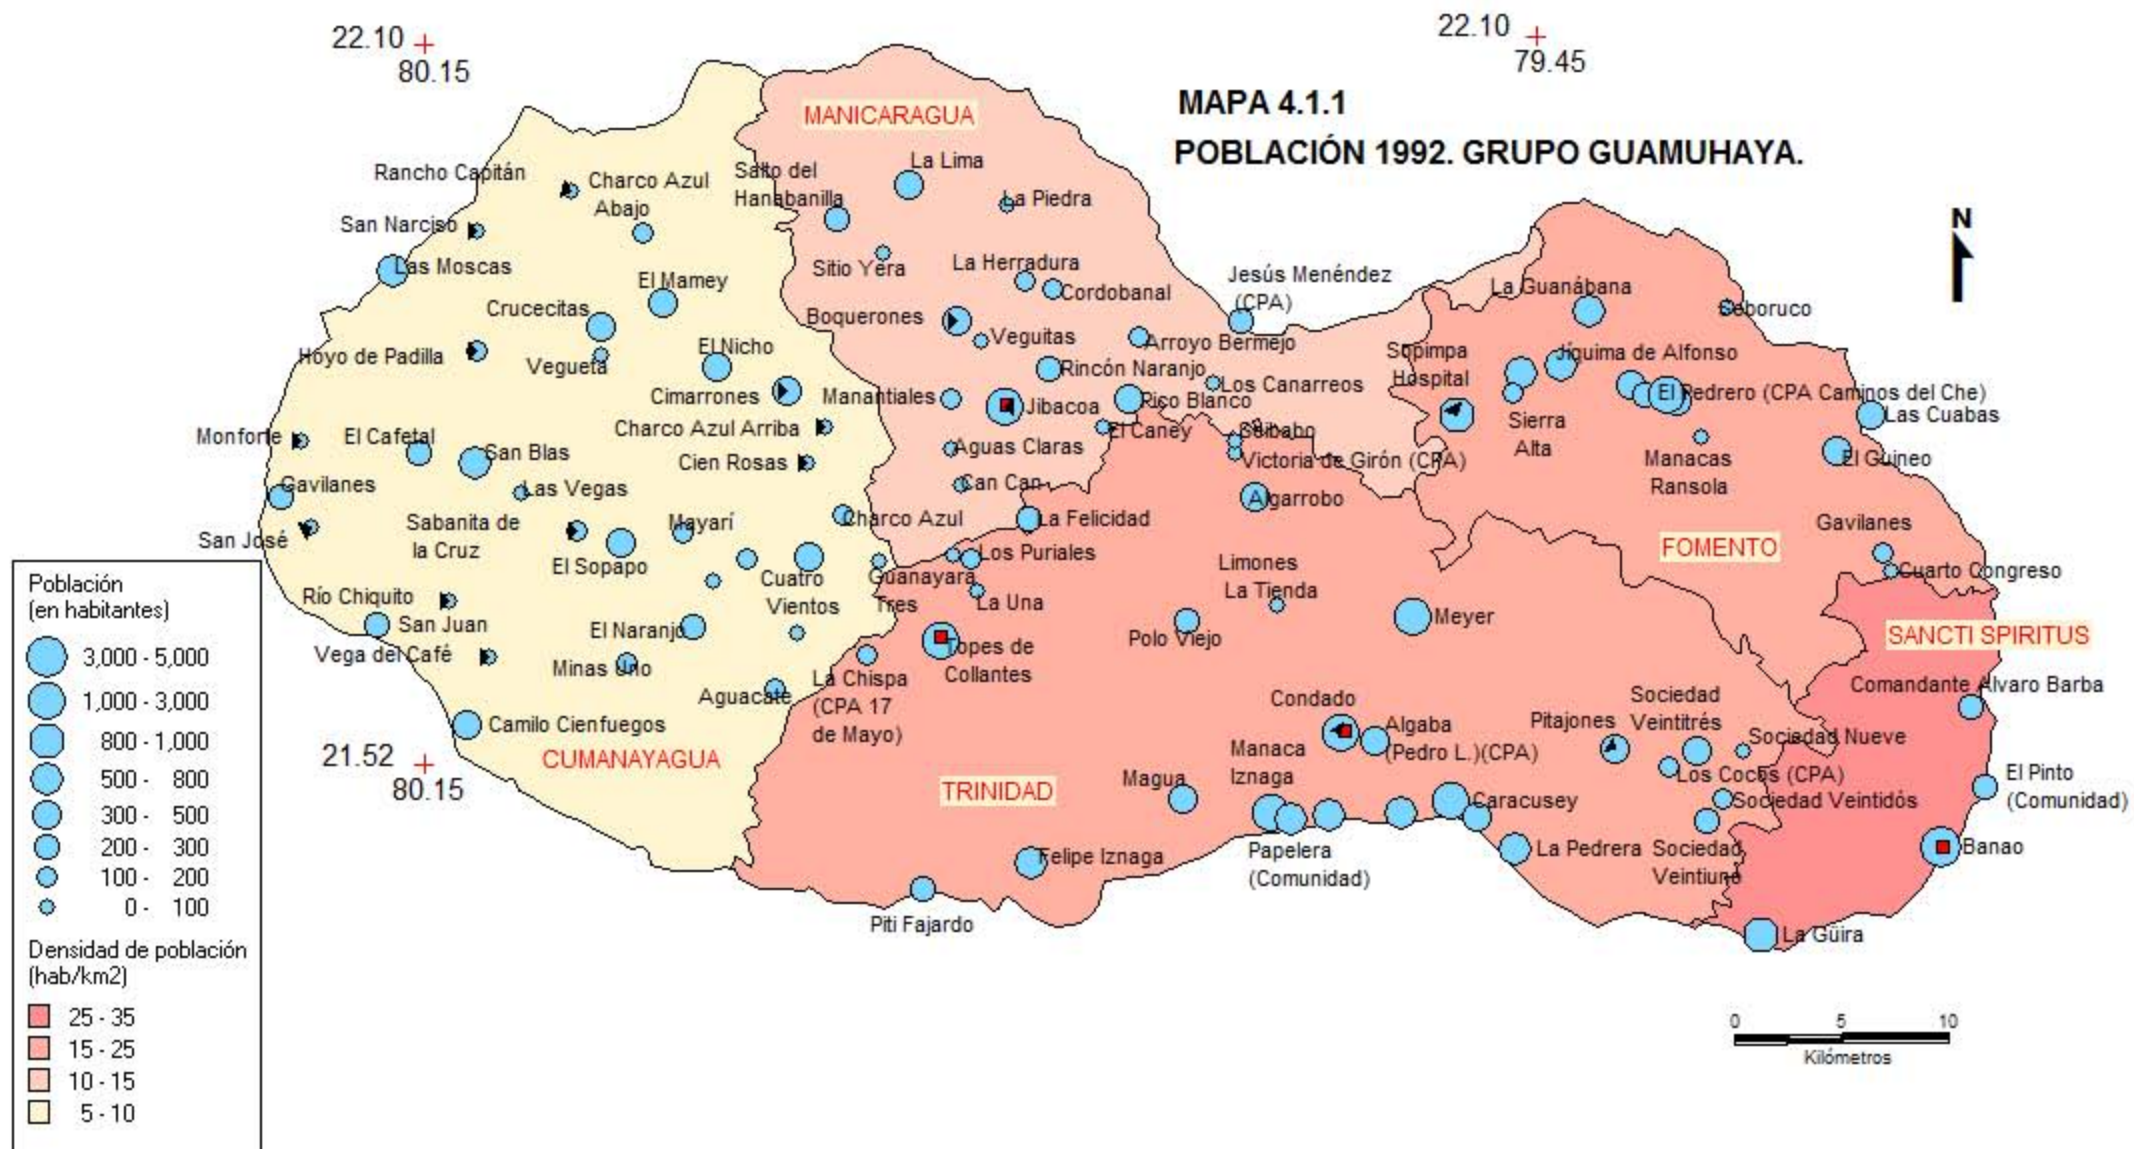 22.10
80.15
22.10
79.45
MAPA 4.1.1
POBLACIÓN 1992. GRUPO GUAMUHAYA.
N
MANICARAGUA
Rancho Capitán
Charco Azul
Abajo
San Narciso
Las Moscas
El Mamey
Crucecitas
Hoyo de Padilla
Vegueta
El Nicho
Cimarrones
Charco Azul Arriba
Monforte
El Cafetal
San Blas
Cien Rosas
Gavilanes
Las Vegas
San José
Sabanita de
la Cruz
Mayarí
Charco Azul
El Sopapo
Cuatro
Vientos
Río Chiquito
San Juan
El Naranjo
Vega del Café
Minas Uno
Aguacate
Camilo Cienfuegos
CUMANAYAGUA
21.52
80.15
Salto del
Hanabanilla
La Lima
La Piedra
Sitio Yera
La Herradura
Cordobanal
Boquerones
Veguitas
Jesús Menéndez
(CPA)
Arroyo Bermejo
Rincón Naranjo
Los Canarreos
Manantiales
Jibacoa
Pico Blanco
El Caney
Aguas Claras
Seibabo
Victoria de Girón (CPA)
Can Can
La Felicidad
Algarrobo
Guanayara
Tres
Los Puriales
La Una
Limones
La Tienda
Polo Viejo
Meyer
Topes de
Collantes
La Chispa
(CPA 17
de Mayo)
TRINIDAD
Condado
Algaba
(Pedro L.)(CPA)
Manaca
Iznaga
Magua
Caracusey
Felipe Iznaga
Papelera
(Comunidad)
Piti Fajardo
La Pedrera
Pitajones
Sociedad
Veintitrés
Sociedad Nueve
Los Cocos (CPA)
Sociedad Veintidós
Sociedad
Veintiuno
La Guanábana
Seboruco
Sopimpa
Hospital
Jíquima de Alfonso
El Pedrero (CPA Caminos del Che)
Las Cuabas
Sierra
Alta
Manacas
Ransola
El Guineo
Gavilanes
FOMENTO
Cuarto Congreso
SANCTI SPIRITUS
Comandante Alvaro Barba
El Pinto
(Comunidad)
Banao
La Güira
Población
(en habitantes)
3,000 - 5,000
1,000 - 3,000
800 - 1,000
500 - 800
300 - 500
200 - 300
100 - 200
0 - 100
Densidad de población
(hab/km2)
25 - 35
15 - 25
10 - 15
5 - 10
0 5 10
Kilómetros